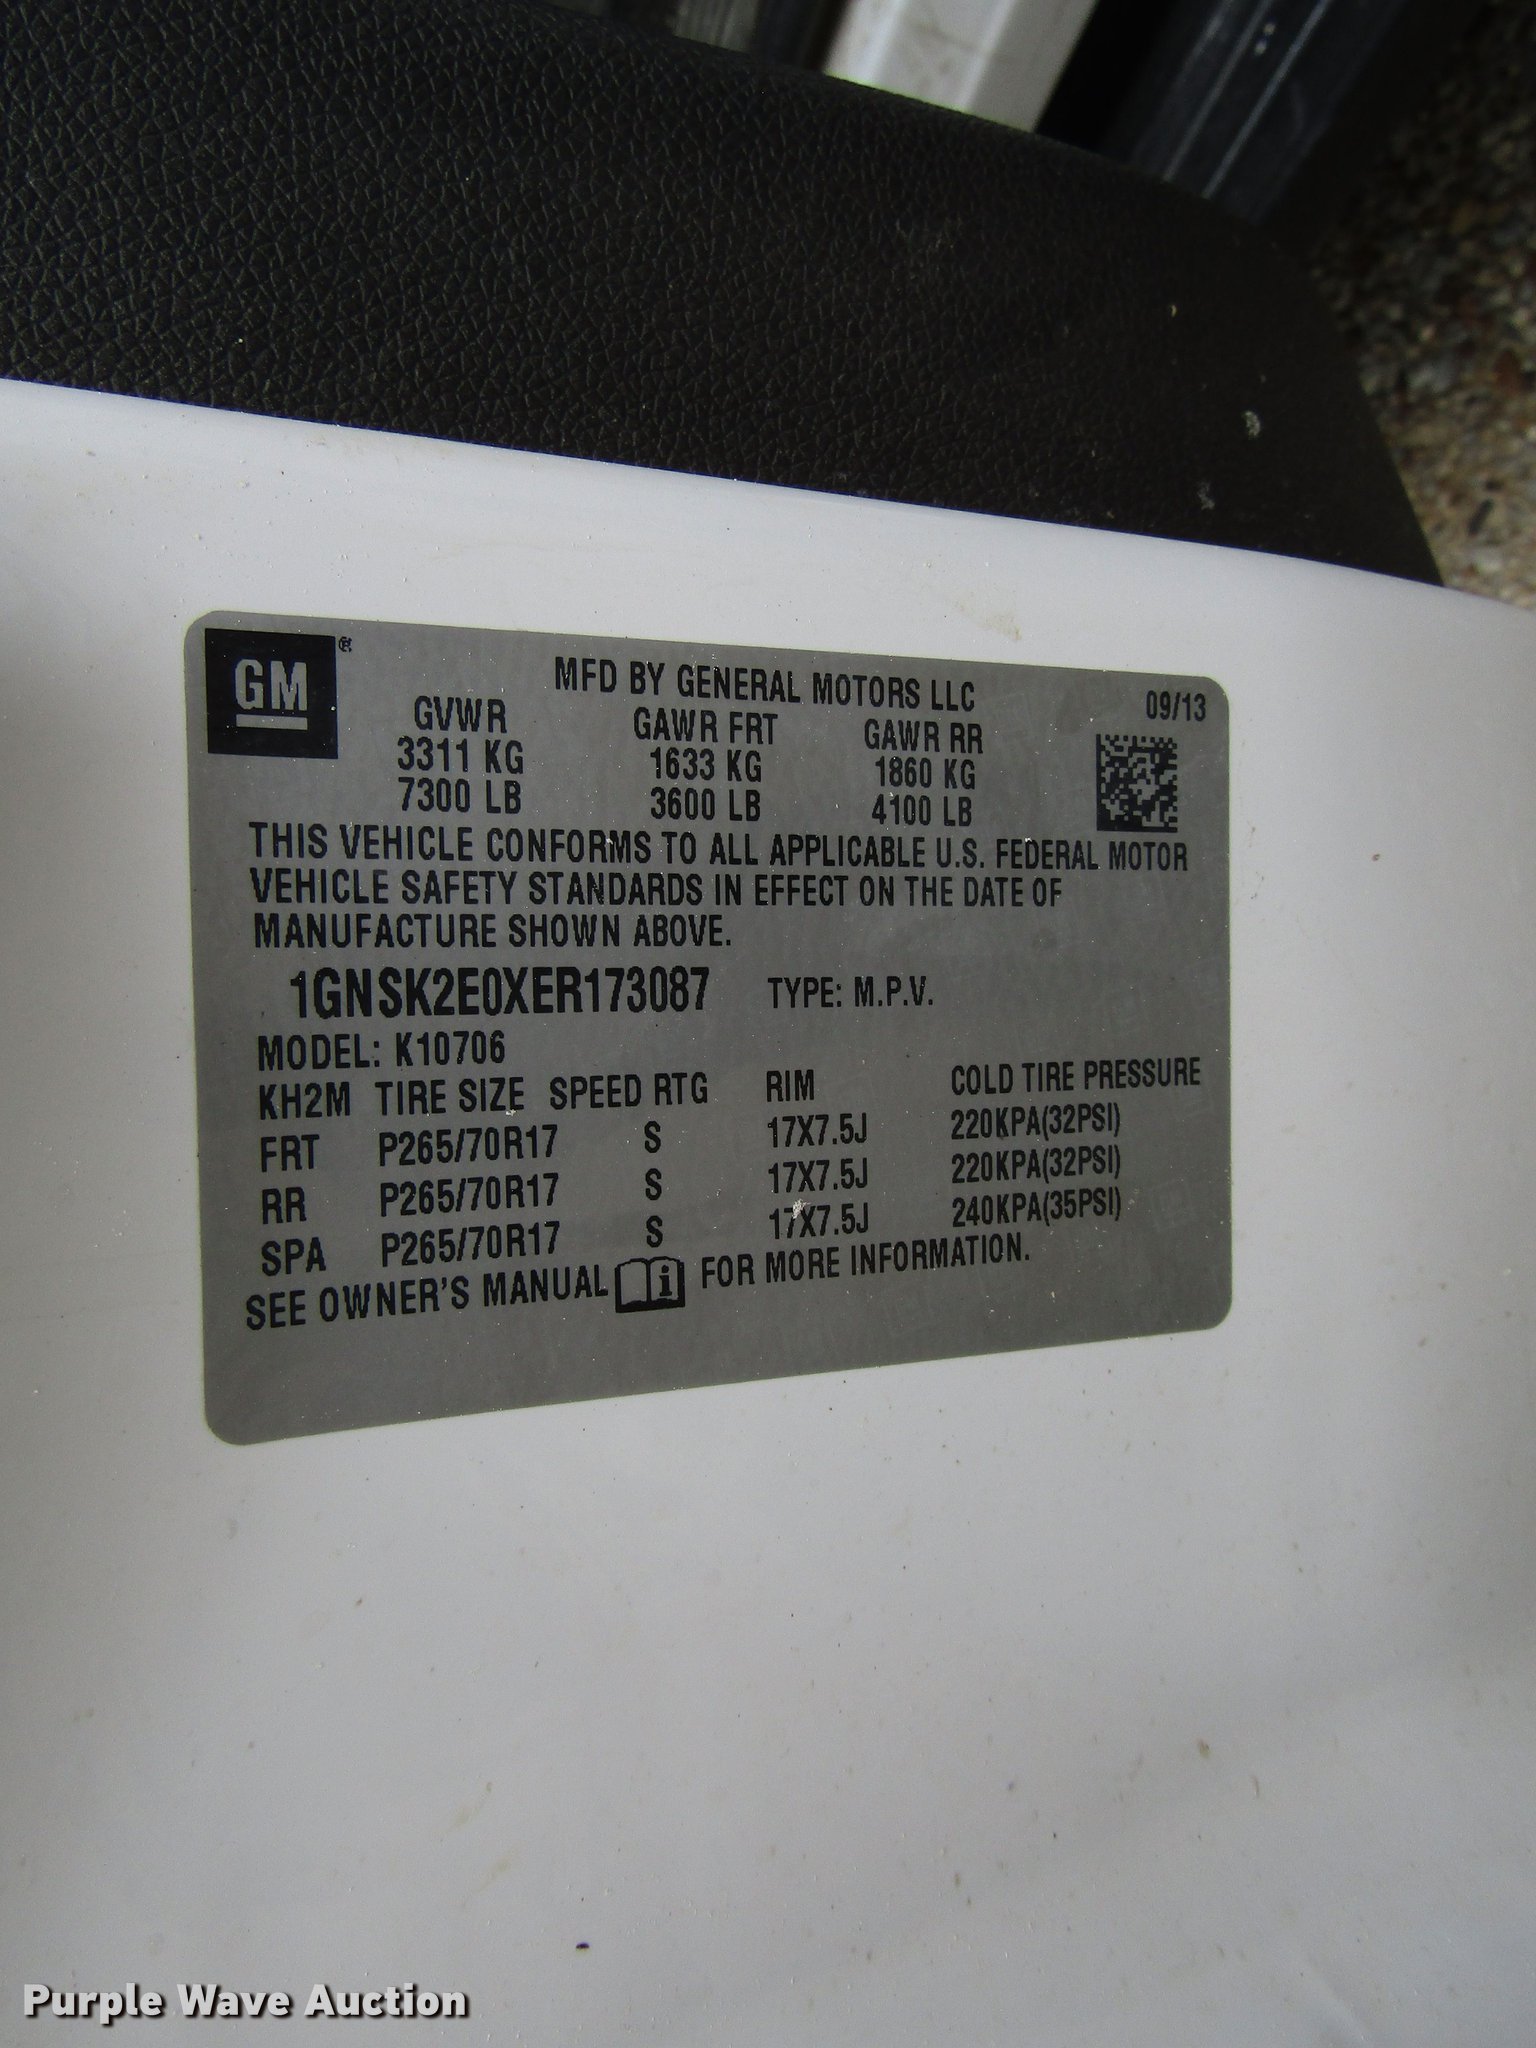 GM ®
MFD BY GENERAL MOTORS LLC 09/13
GVWR GAWR FRT GAWR RR
3311 KG 1633 KG 1860 KG
7300 LB 3600 LB 4100 LB
THIS VEHICLE CONFORMS TO ALL APPLICABLE U.S. FEDERAL MOTOR
VEHICLE SAFETY STANDARDS IN EFFECT ON THE DATE OF
MANUFACTURE SHOWN ABOVE.
1GNSK2E0XER173087 TYPE: M.P.V.
MODEL: K10706
KH2M TIRE SIZE SPEED RTG RIM COLD TIRE PRESSURE
FRT P265/70R17 S 17X7.5J 220KPA(32PSI)
RR P265/70R17 S 17X7.5J 220KPA(32PSI)
SPA P265/70R17 S 17X7.5J 240KPA(35PSI)
SEE OWNER'S MANUAL i FOR MORE INFORMATION.
Purple Wave Auction